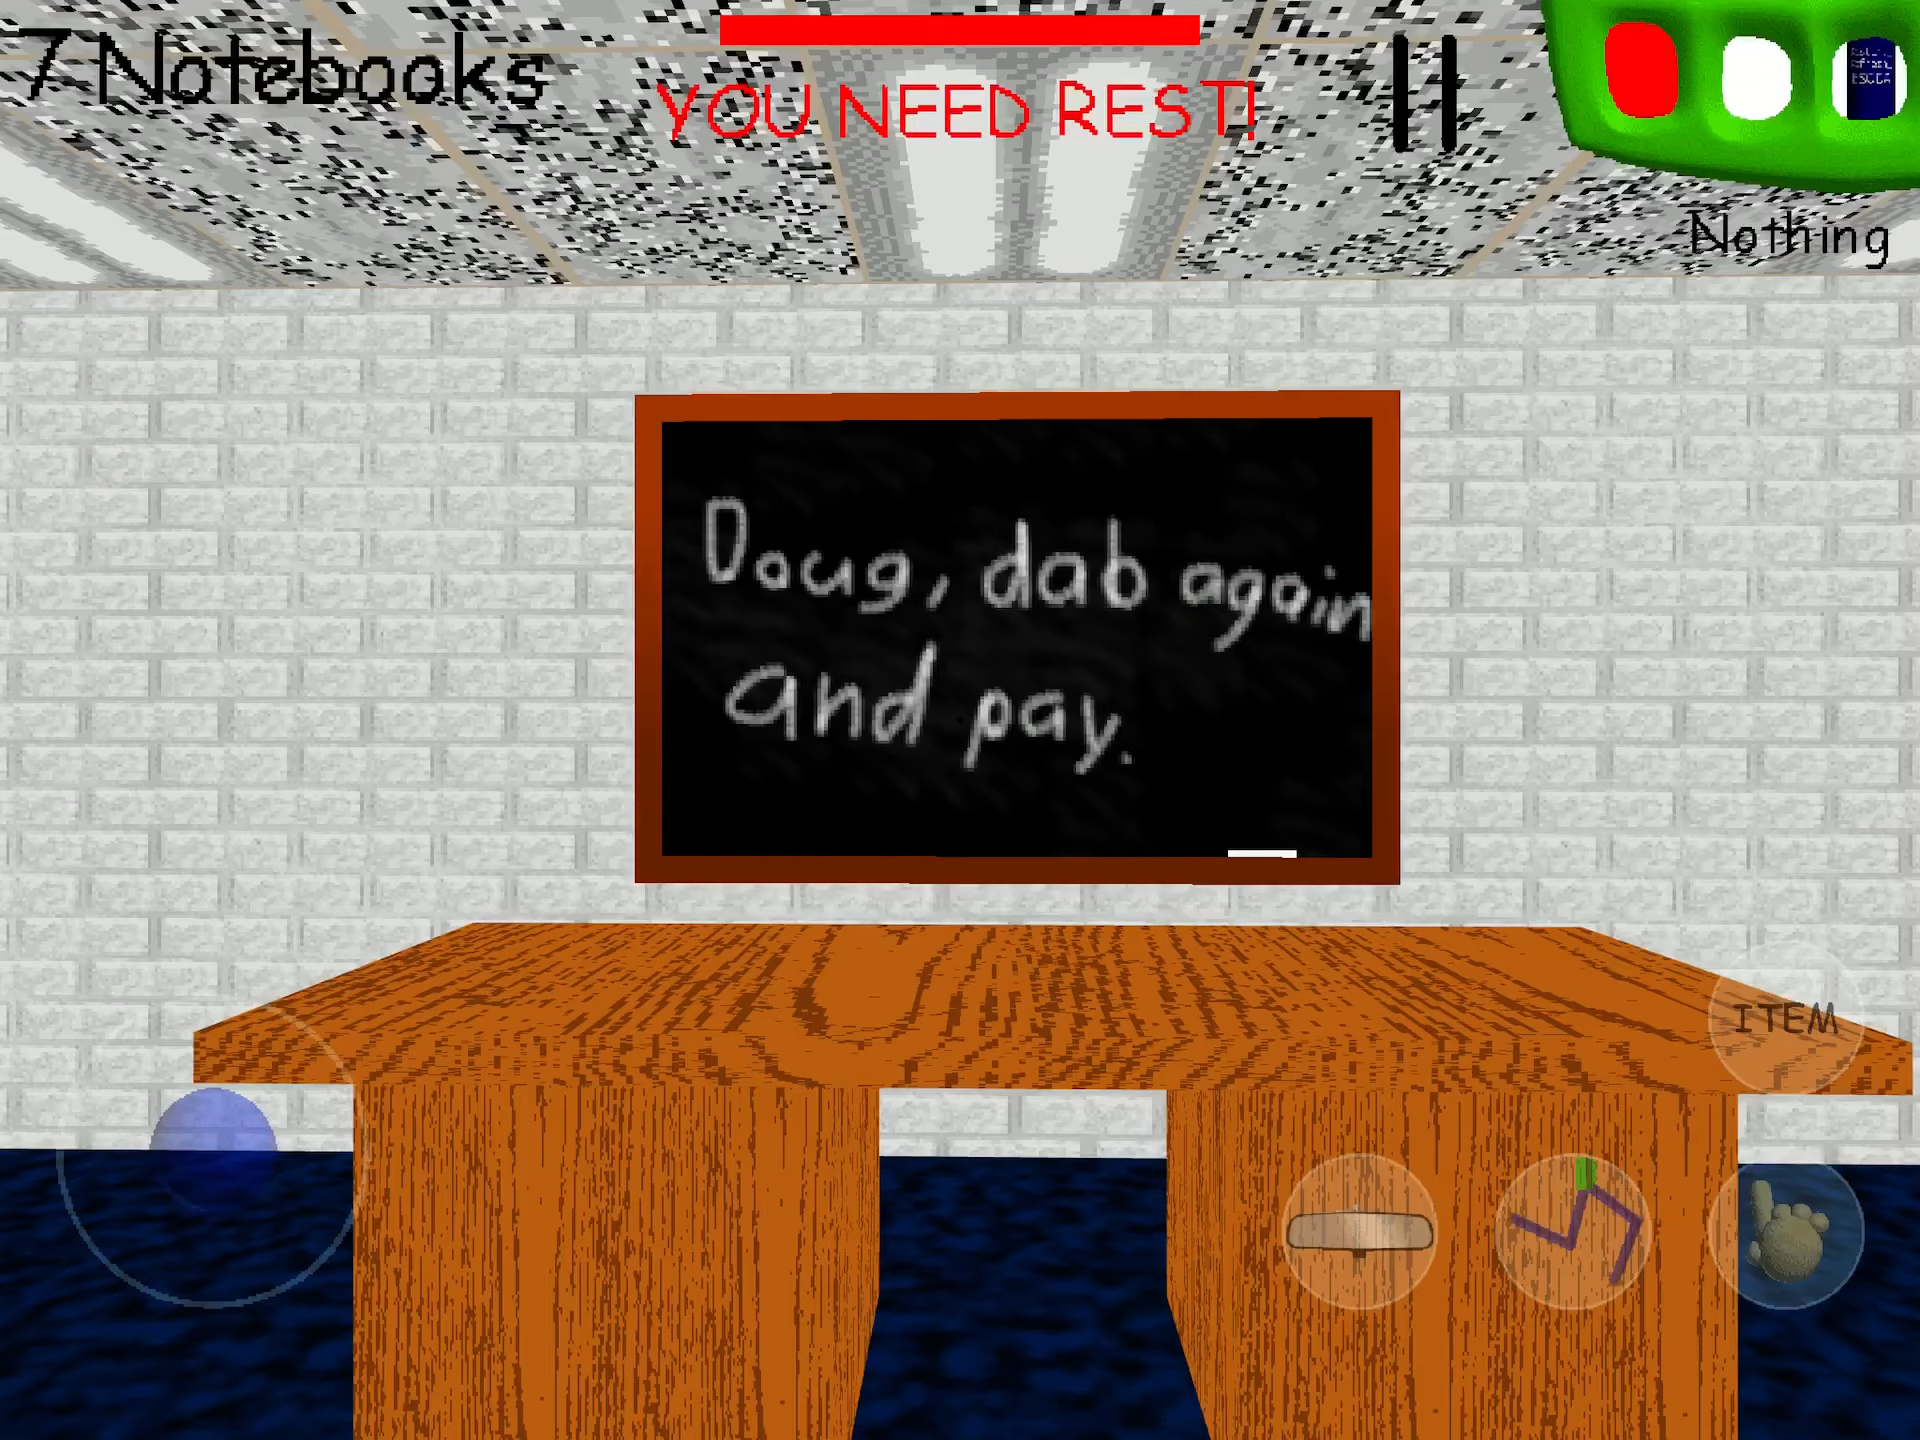 7 Notebooks
YOU NEED REST!
Nothing
Doug, dab again
and pay.
ITEM